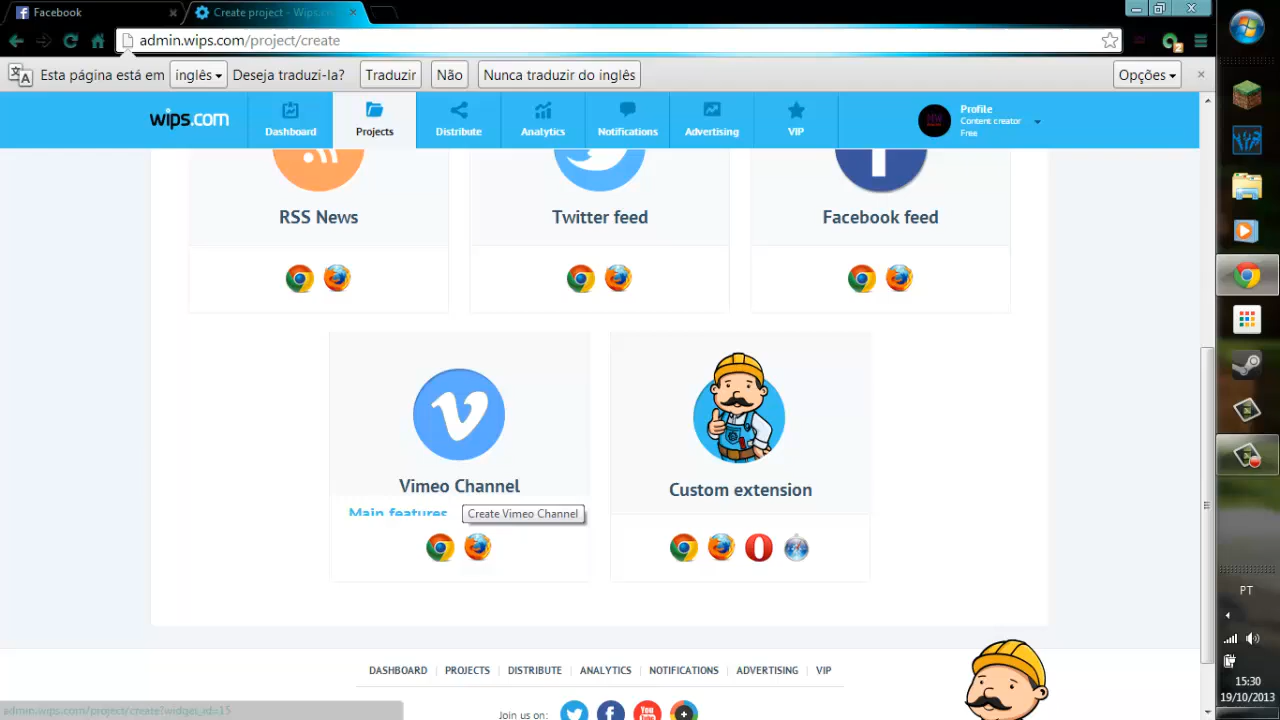 Facebook
Create project - Wips.co
admin.wips.com/project/create
Esta página está em inglês Deseja traduzi-la? Traduzir Não Nunca traduzir do inglês Opções
wips.com
Dashboard
Projects
Distribute
Analytics
Notifications
Advertising
VIP
Profile
Content creator
Free
RSS News
Twitter feed
Facebook feed
Vimeo Channel
Custom extension
Main features
Create Vimeo Channel
DASHBOARD PROJECTS DISTRIBUTE ANALYTICS NOTIFICATIONS ADVERTISING VIP
Join us on:
You
admin.wips.com/project/create?widget_id=15
PT
15:30
19/10/2013